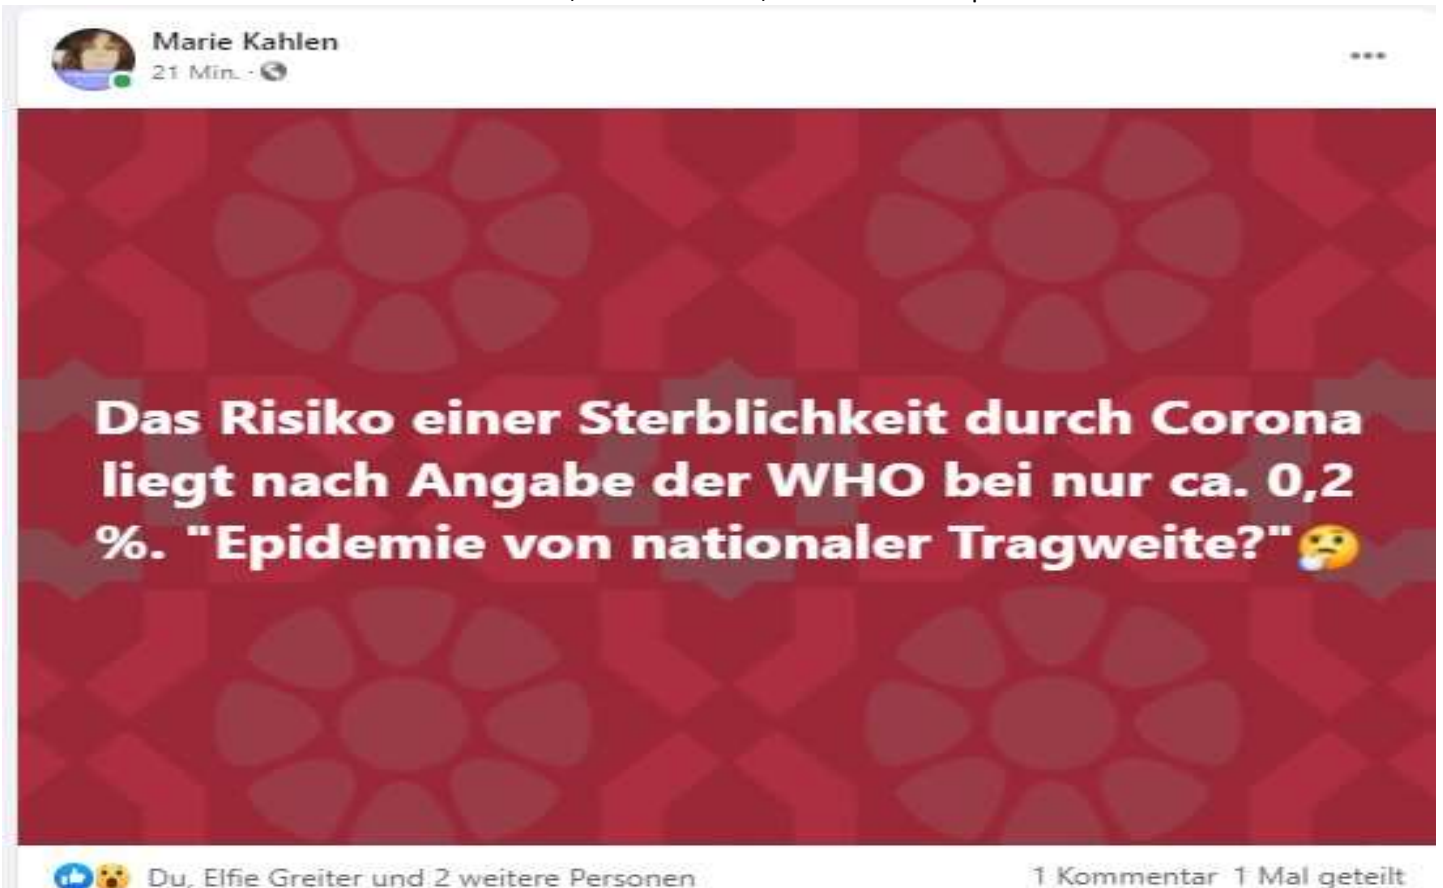 Marie Kahlen
21 Min. ·
Das Risiko einer Sterblichkeit durch Corona
liegt nach Angabe der WHO bei nur ca. 0,2
%. "Epidemie von nationaler Tragweite?"🤔
Du, Elfie Greiter und 2 weitere Personen
1 Kommentar 1 Mal geteilt